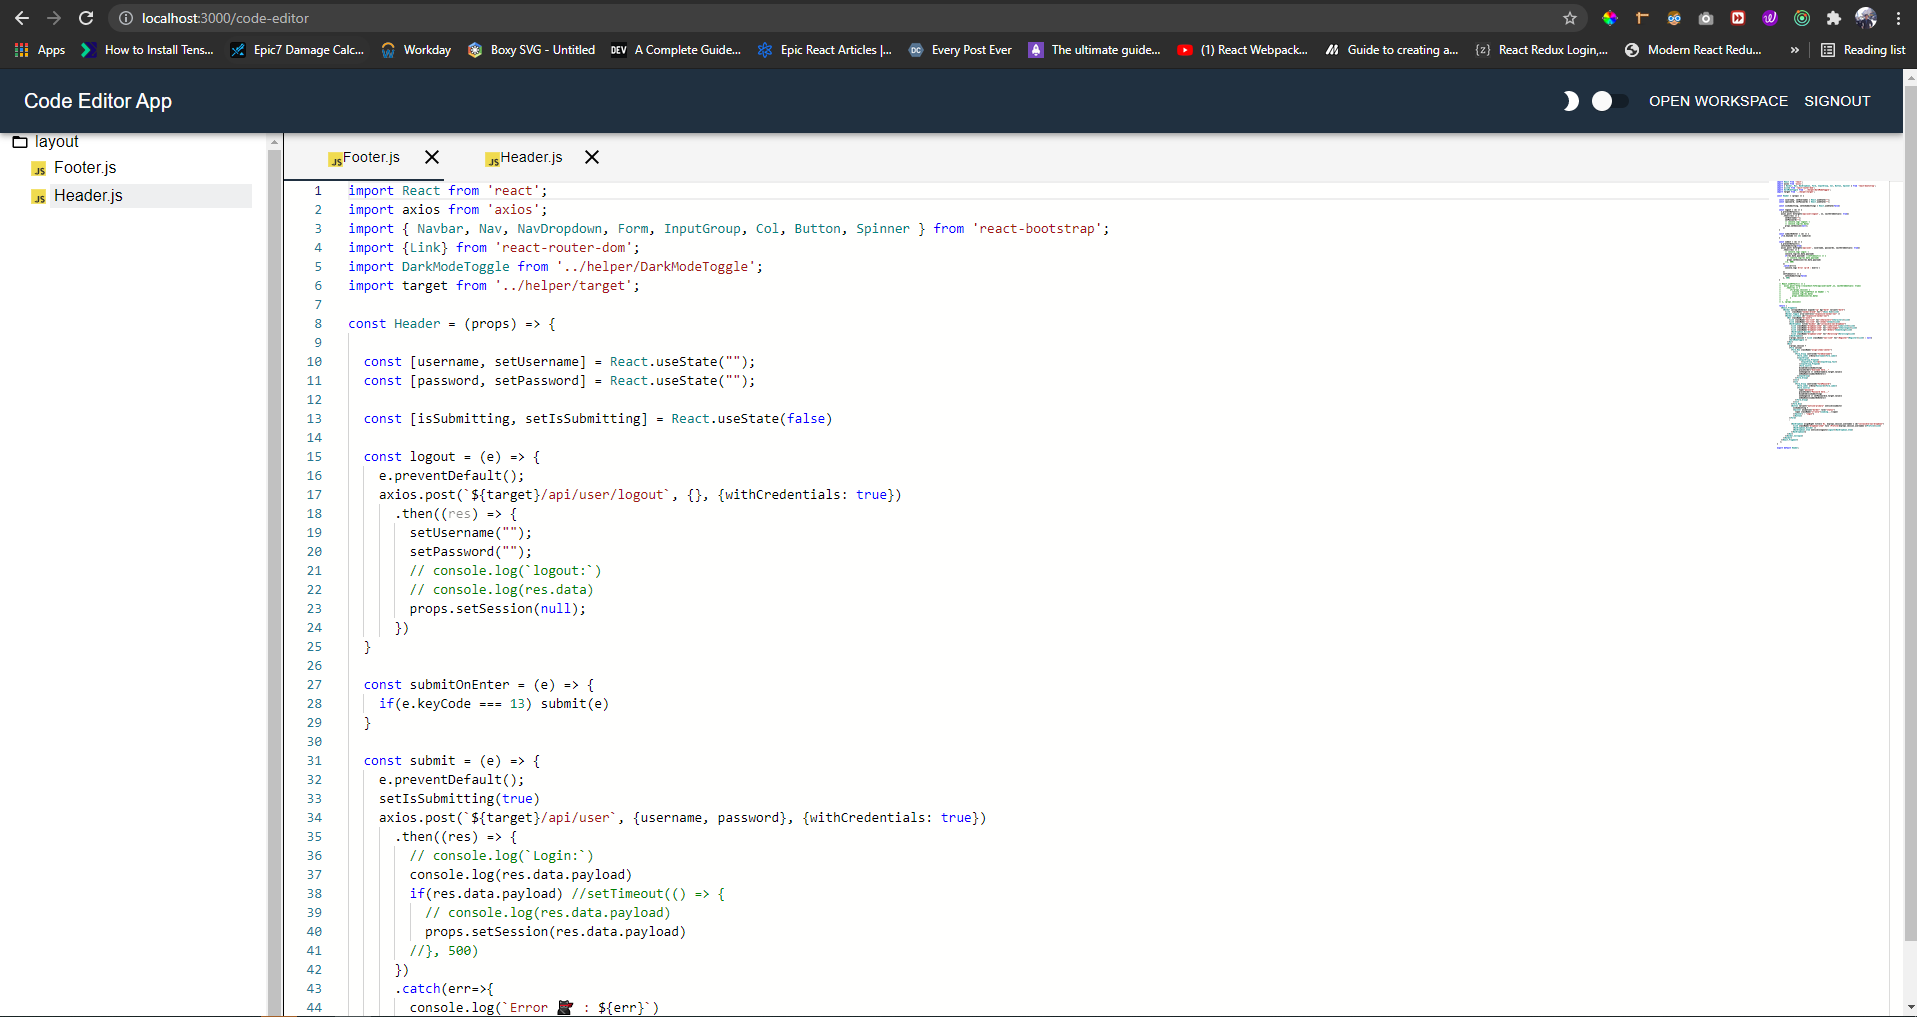 localhost:3000/code-editor
Apps How to Install Tens... Epic7 Damage Calc... Workday Boxy SVG - Untitled DEV A Complete Guide... Epic React Articles |... DC Every Post Ever The ultimate guide... (1) React Webpack... Guide to creating a... {z} React Redux Login,... Modern React Redu... » Reading list
Code Editor App OPEN WORKSPACE SIGNOUT
layout
JS Footer.js
JS Header.js
JS Footer.js JS Header.js
1 import React from 'react';
2 import axios from 'axios';
3 import { Navbar, Nav, NavDropdown, Form, InputGroup, Col, Button, Spinner } from 'react-bootstrap';
4 import {Link} from 'react-router-dom';
5 import DarkModeToggle from '../helper/DarkModeToggle';
6 import target from '../helper/target';
7
8 const Header = (props) => {
9
10 const [username, setUsername] = React.useState("");
11 const [password, setPassword] = React.useState("");
12
13 const [isSubmitting, setIsSubmitting] = React.useState(false)
14
15 const logout = (e) => {
16 e.preventDefault();
17 axios.post(`${target}/api/user/logout`, {}, {withCredentials: true})
18 .then((res) => {
19 setUsername("");
20 setPassword("");
21 // console.log(`logout:`)
22 // console.log(res.data)
23 props.setSession(null);
24 })
25 }
26
27 const submitOnEnter = (e) => {
28 if(e.keyCode === 13) submit(e)
29 }
30
31 const submit = (e) => {
32 e.preventDefault();
33 setIsSubmitting(true)
34 axios.post(`${target}/api/user`, {username, password}, {withCredentials: true})
35 .then((res) => {
36 // console.log(`Login:`)
37 console.log(res.data.payload)
38 if(res.data.payload) //setTimeout(() => {
39 // console.log(res.data.payload)
40 props.setSession(res.data.payload)
41 //}, 500)
42 })
43 .catch(err=>{
44 console.log(`Error : ${err}`)